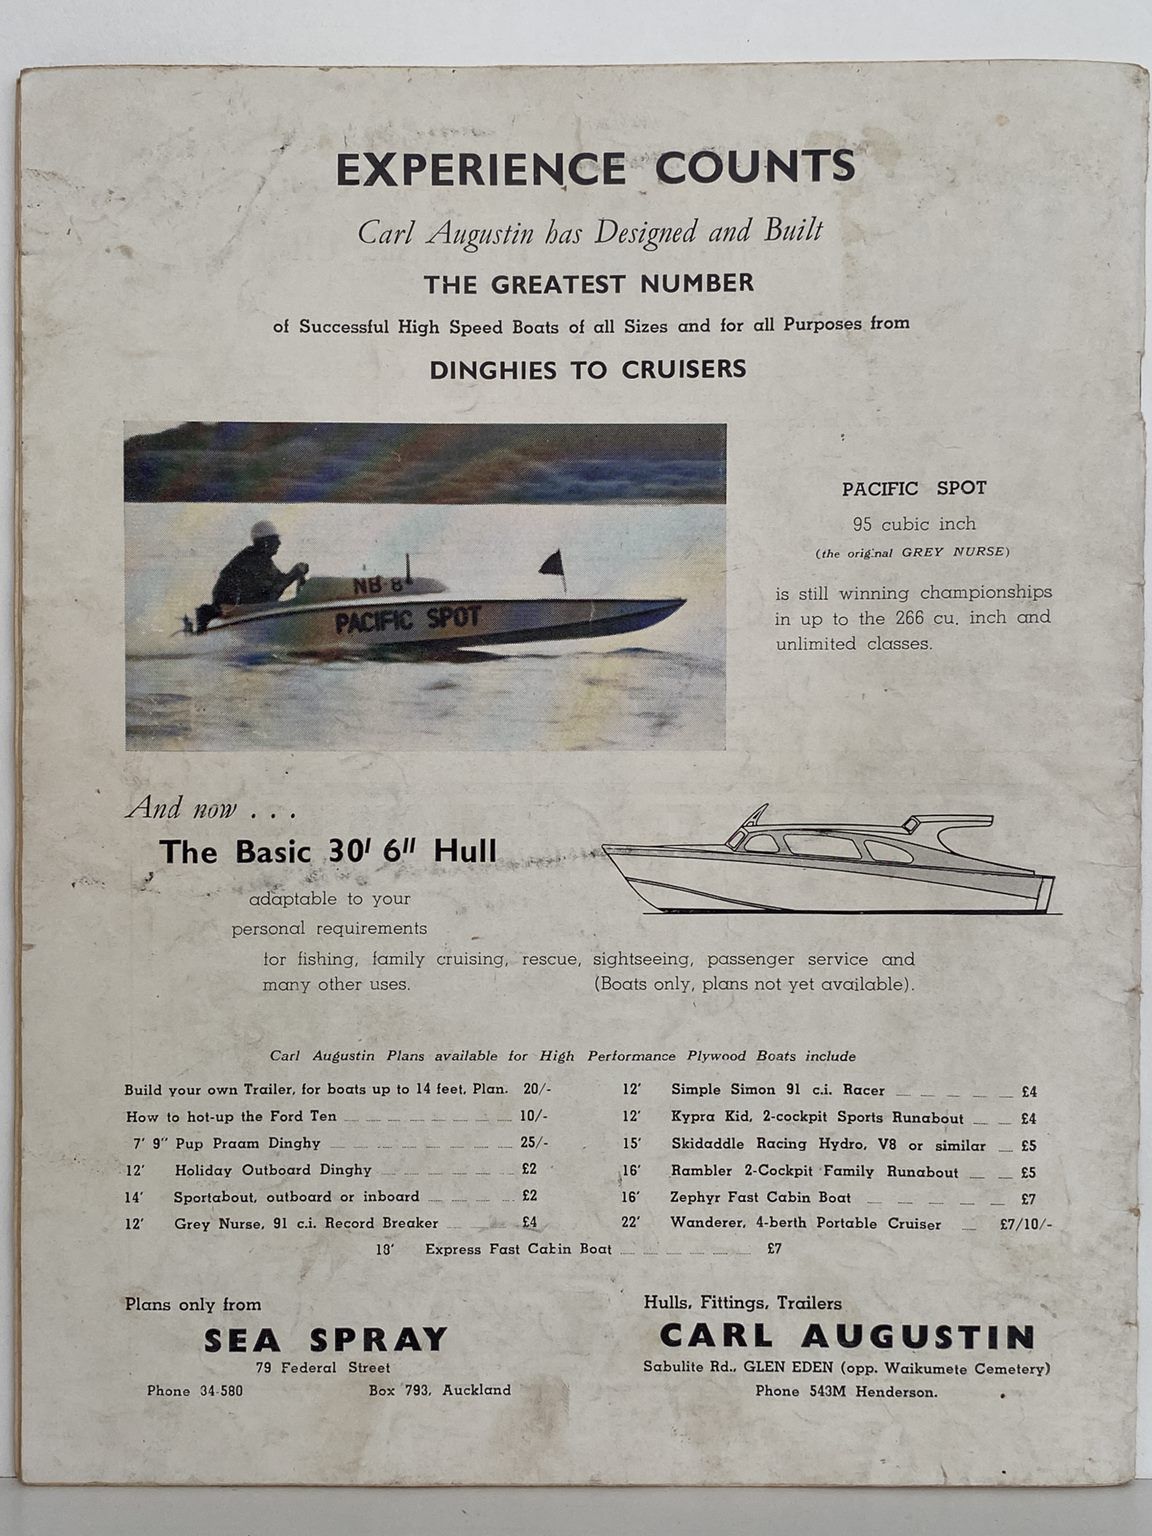 EXPERIENCE COUNTS
Carl Augustin has Designed and Built
THE GREATEST NUMBER
of Successful High Speed Boats of all Sizes and for all Purposes from
DINGHIES TO CRUISERS
NB 8
PACIFIC SPOT
PACIFIC SPOT
95 cubic inch
(the original GREY NURSE)
is still winning championships
in up to the 266 cu. inch and
unlimited classes.
And now . . .
The Basic 30' 6" Hull
adaptable to your
personal requirements
for fishing, family cruising, rescue, sightseeing, passenger service and
many other uses. (Boats only, plans not yet available).
Carl Augustin Plans available for High Performance Plywood Boats include
Build your own Trailer, for boats up to 14 feet, Plan. 20/-
How to hot-up the Ford Ten 10/-
7' 9" Pup Praam Dinghy 25/-
12' Holiday Outboard Dinghy £2
14' Sportabout, outboard or inboard £2
12' Grey Nurse, 91 c.i. Record Breaker £4
12' Simple Simon 91 c.i. Racer £4
12' Kypra Kid, 2-cockpit Sports Runabout £4
15' Skidaddle Racing Hydro, V8 or similar £5
16' Rambler 2-Cockpit Family Runabout £5
16' Zephyr Fast Cabin Boat £7
22' Wanderer, 4-berth Portable Cruiser £7/10/-
18' Express Fast Cabin Boat £7
Plans only from
SEA SPRAY
79 Federal Street
Phone 34-580 Box 793, Auckland
Hulls, Fittings, Trailers
CARL AUGUSTIN
Sabulite Rd., GLEN EDEN (opp. Waikumete Cemetery)
Phone 543M Henderson.